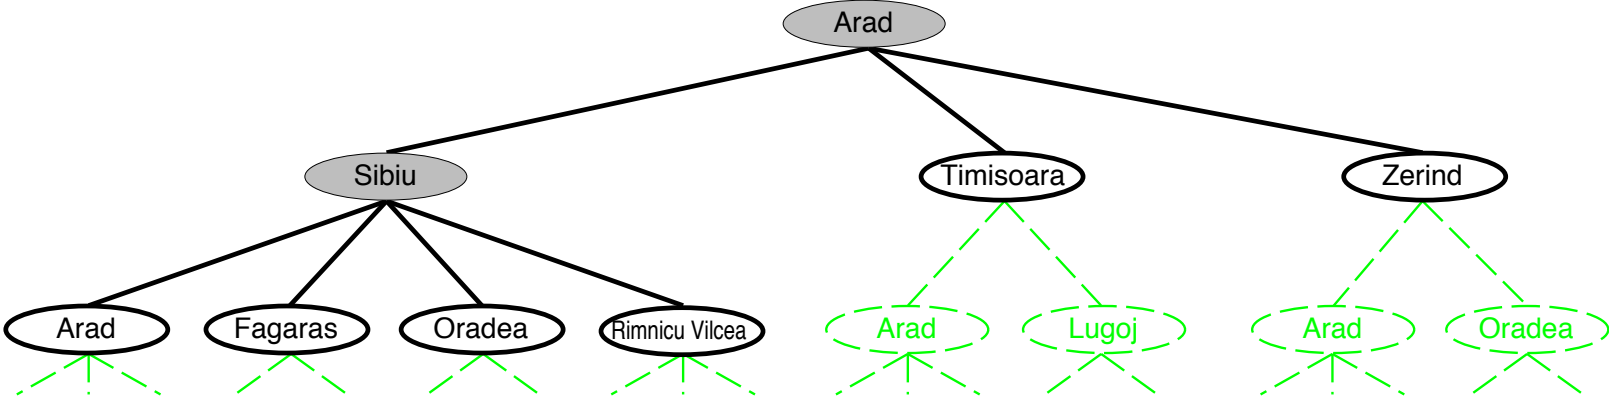 Arad
Sibiu
Timisoara
Zerind
Arad
Fagaras
Oradea
Rimnicu Vilcea
Arad
Lugoj
Arad
Oradea